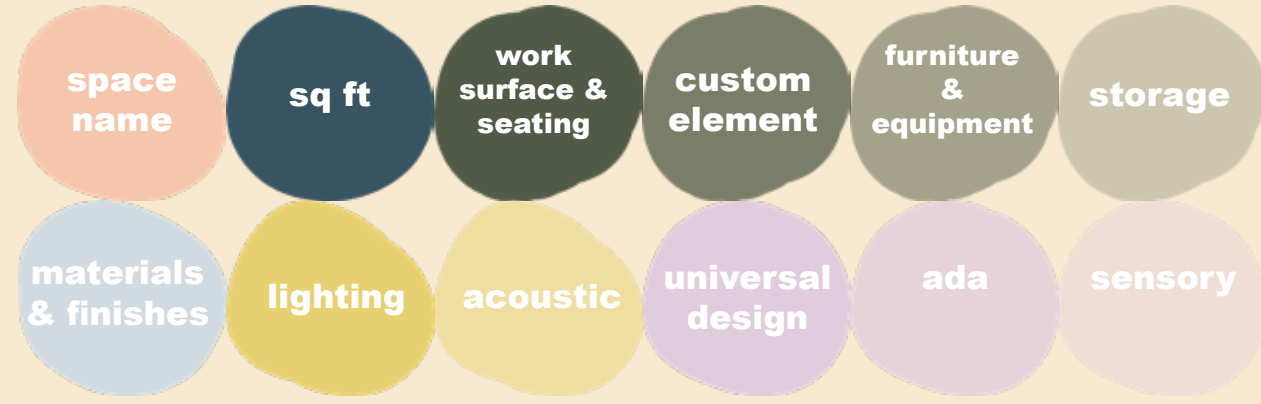 space
name
sq ft
work
surface &
seating
custom
element
furniture
&
equipment
storage
materials
& finishes
lighting
acoustic
universal
design
ada
sensory